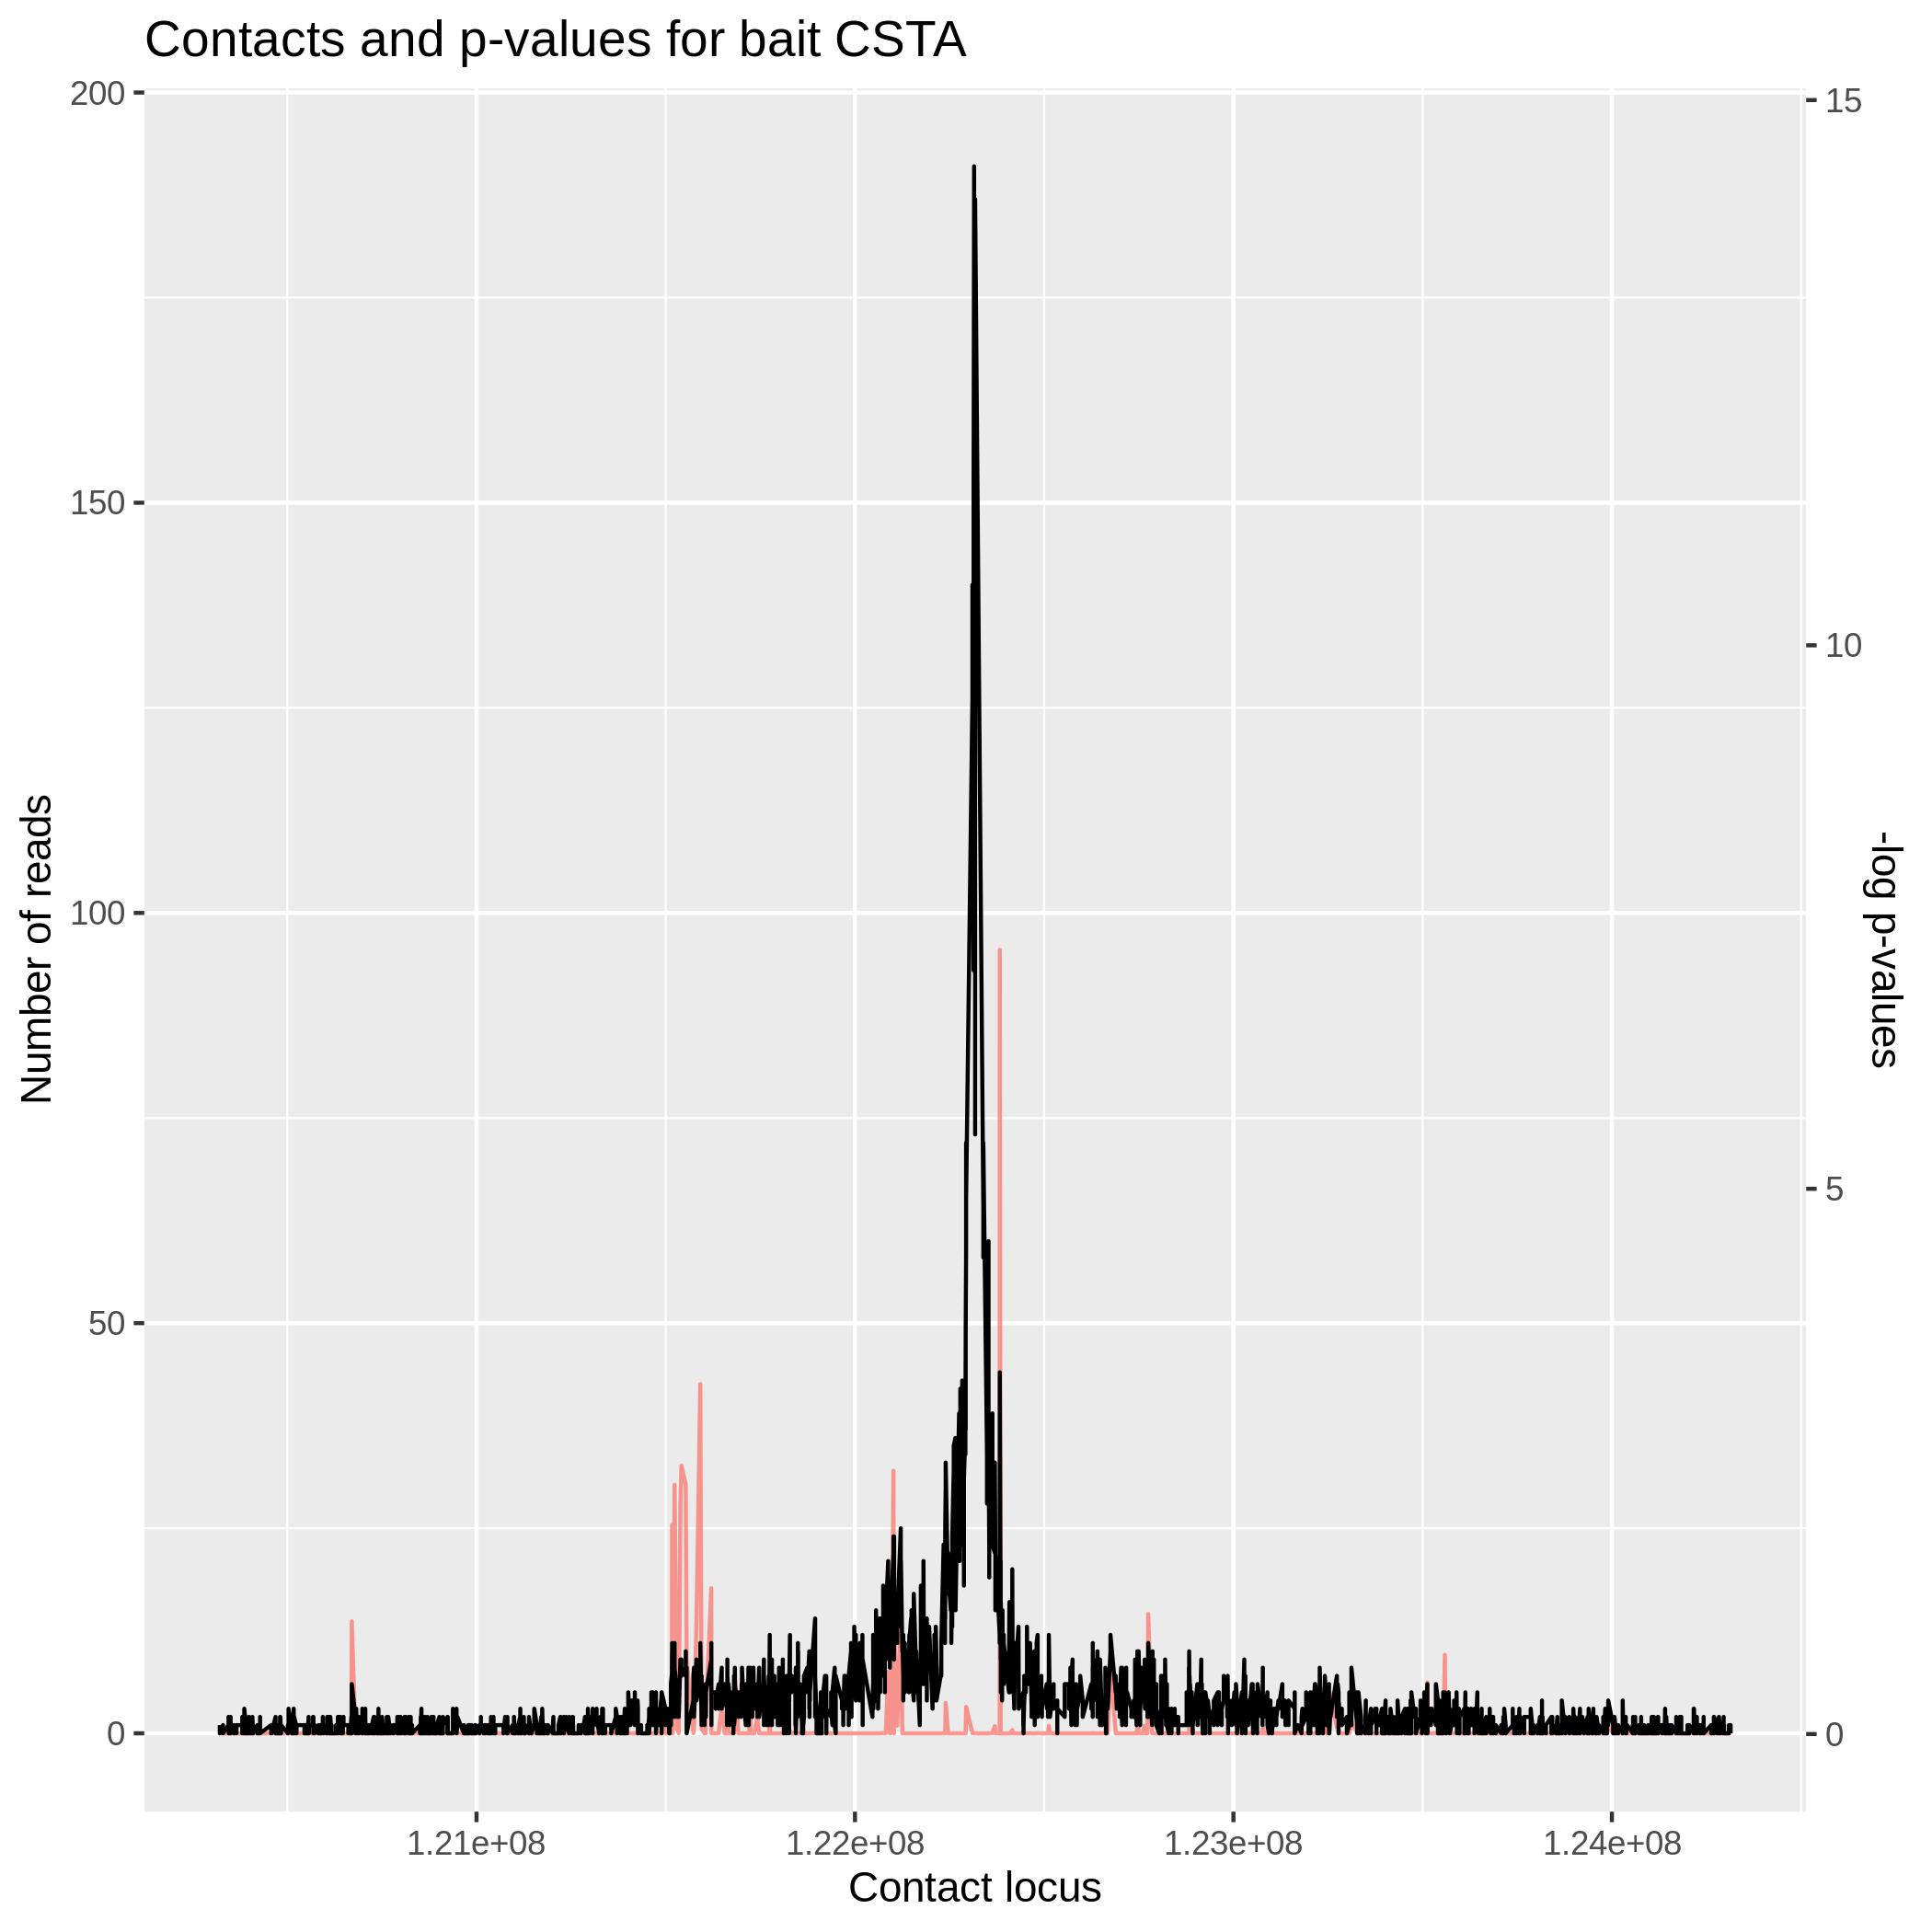 Contacts and p-values for bait CSTA
200
150
100
50
0
15
10
5
0
Number of reads
-log p-values
1.21e+08 1.22e+08 1.23e+08 1.24e+08
Contact locus